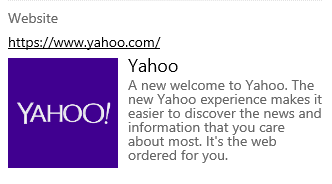 Website
https://www.yahoo.com/
YAHOO!
Yahoo
A new welcome to Yahoo. The
new Yahoo experience makes it
easier to discover the news and
information that you care
about most. It's the web
ordered for you.